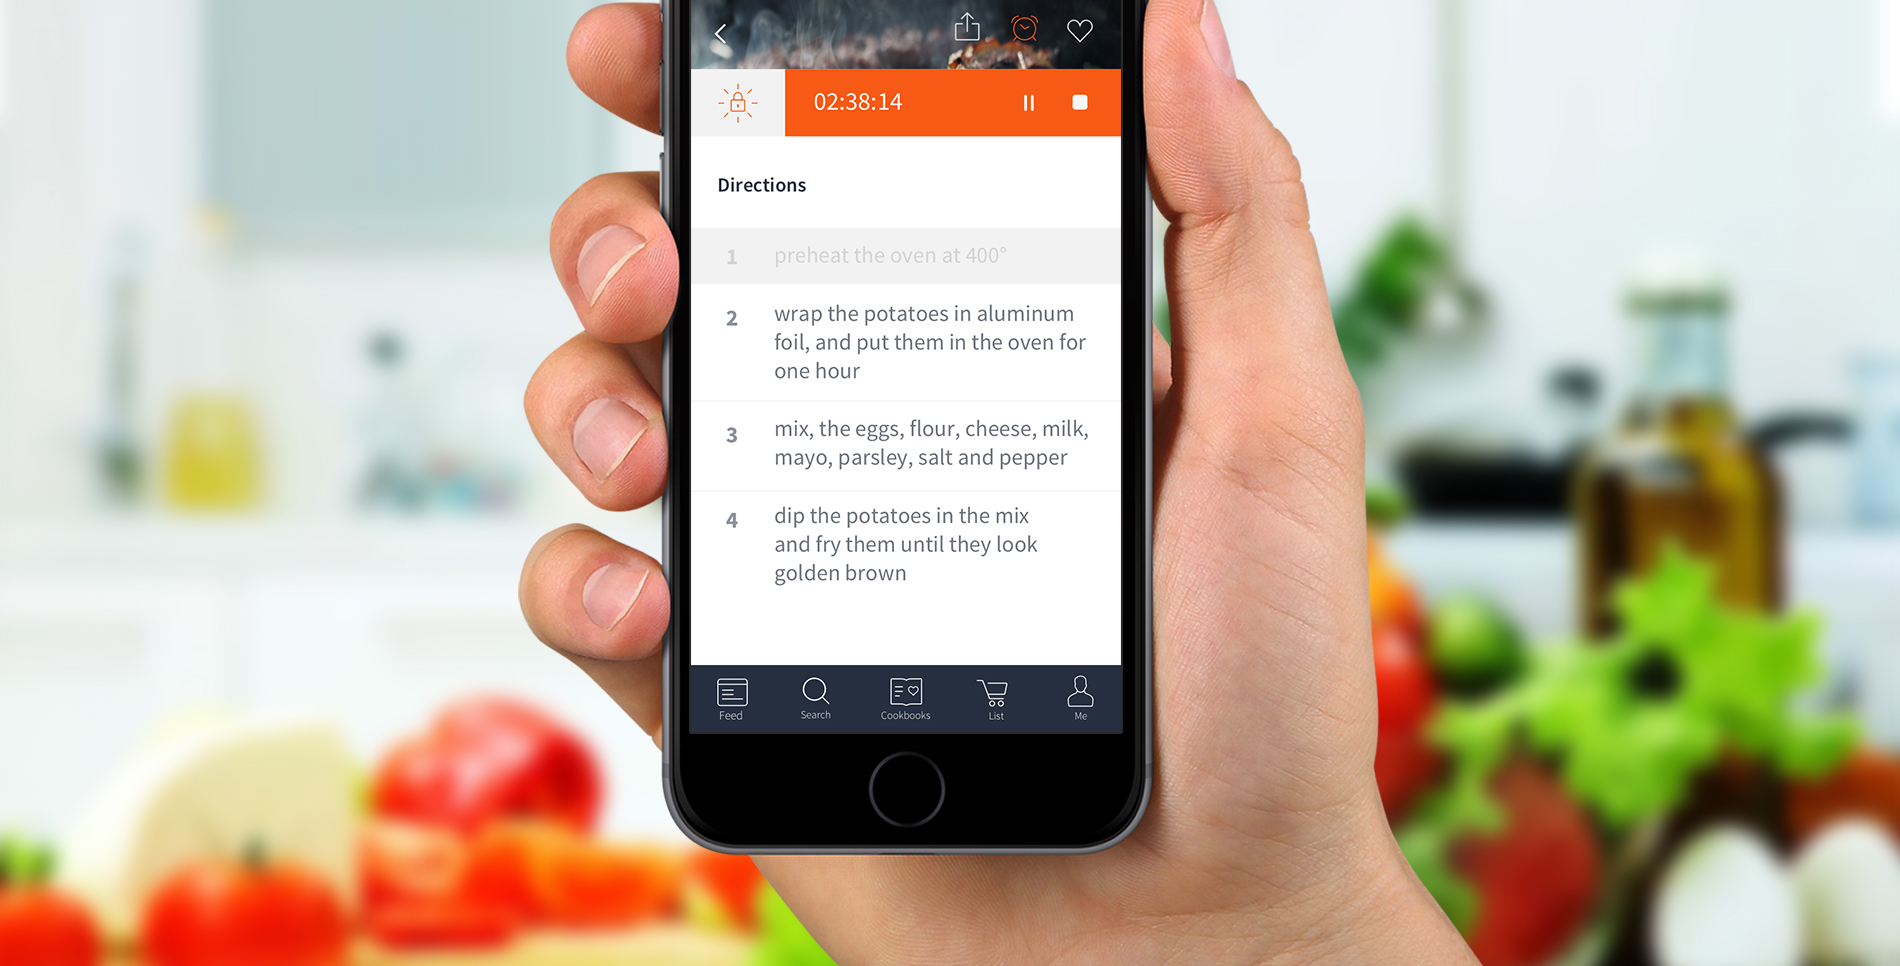 02:38:14
Directions
1 preheat the oven at 400°
2 wrap the potatoes in aluminum
foil, and put them in the oven for
one hour
3 mix, the eggs, flour, cheese, milk,
mayo, parsley, salt and pepper
4 dip the potatoes in the mix
and fry them until they look
golden brown
Feed Search Cookbooks List Me